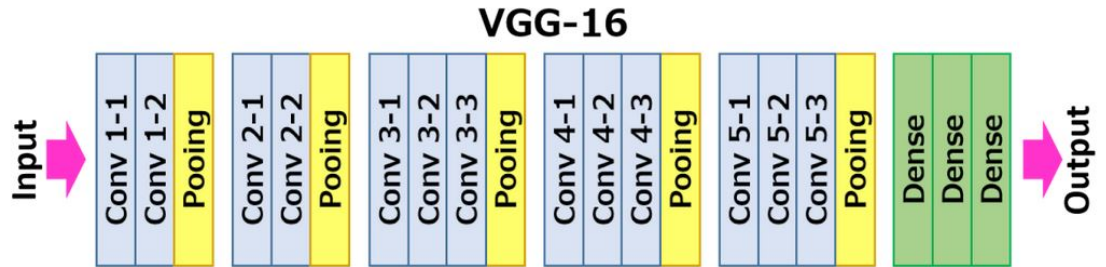 VGG-16
Input
Conv 1-1
Conv 1-2
Pooing
Conv 2-1
Conv 2-2
Pooing
Conv 3-1
Conv 3-2
Conv 3-3
Pooing
Conv 4-1
Conv 4-2
Conv 4-3
Pooing
Conv 5-1
Conv 5-2
Conv 5-3
Pooing
Dense
Dense
Dense
Output